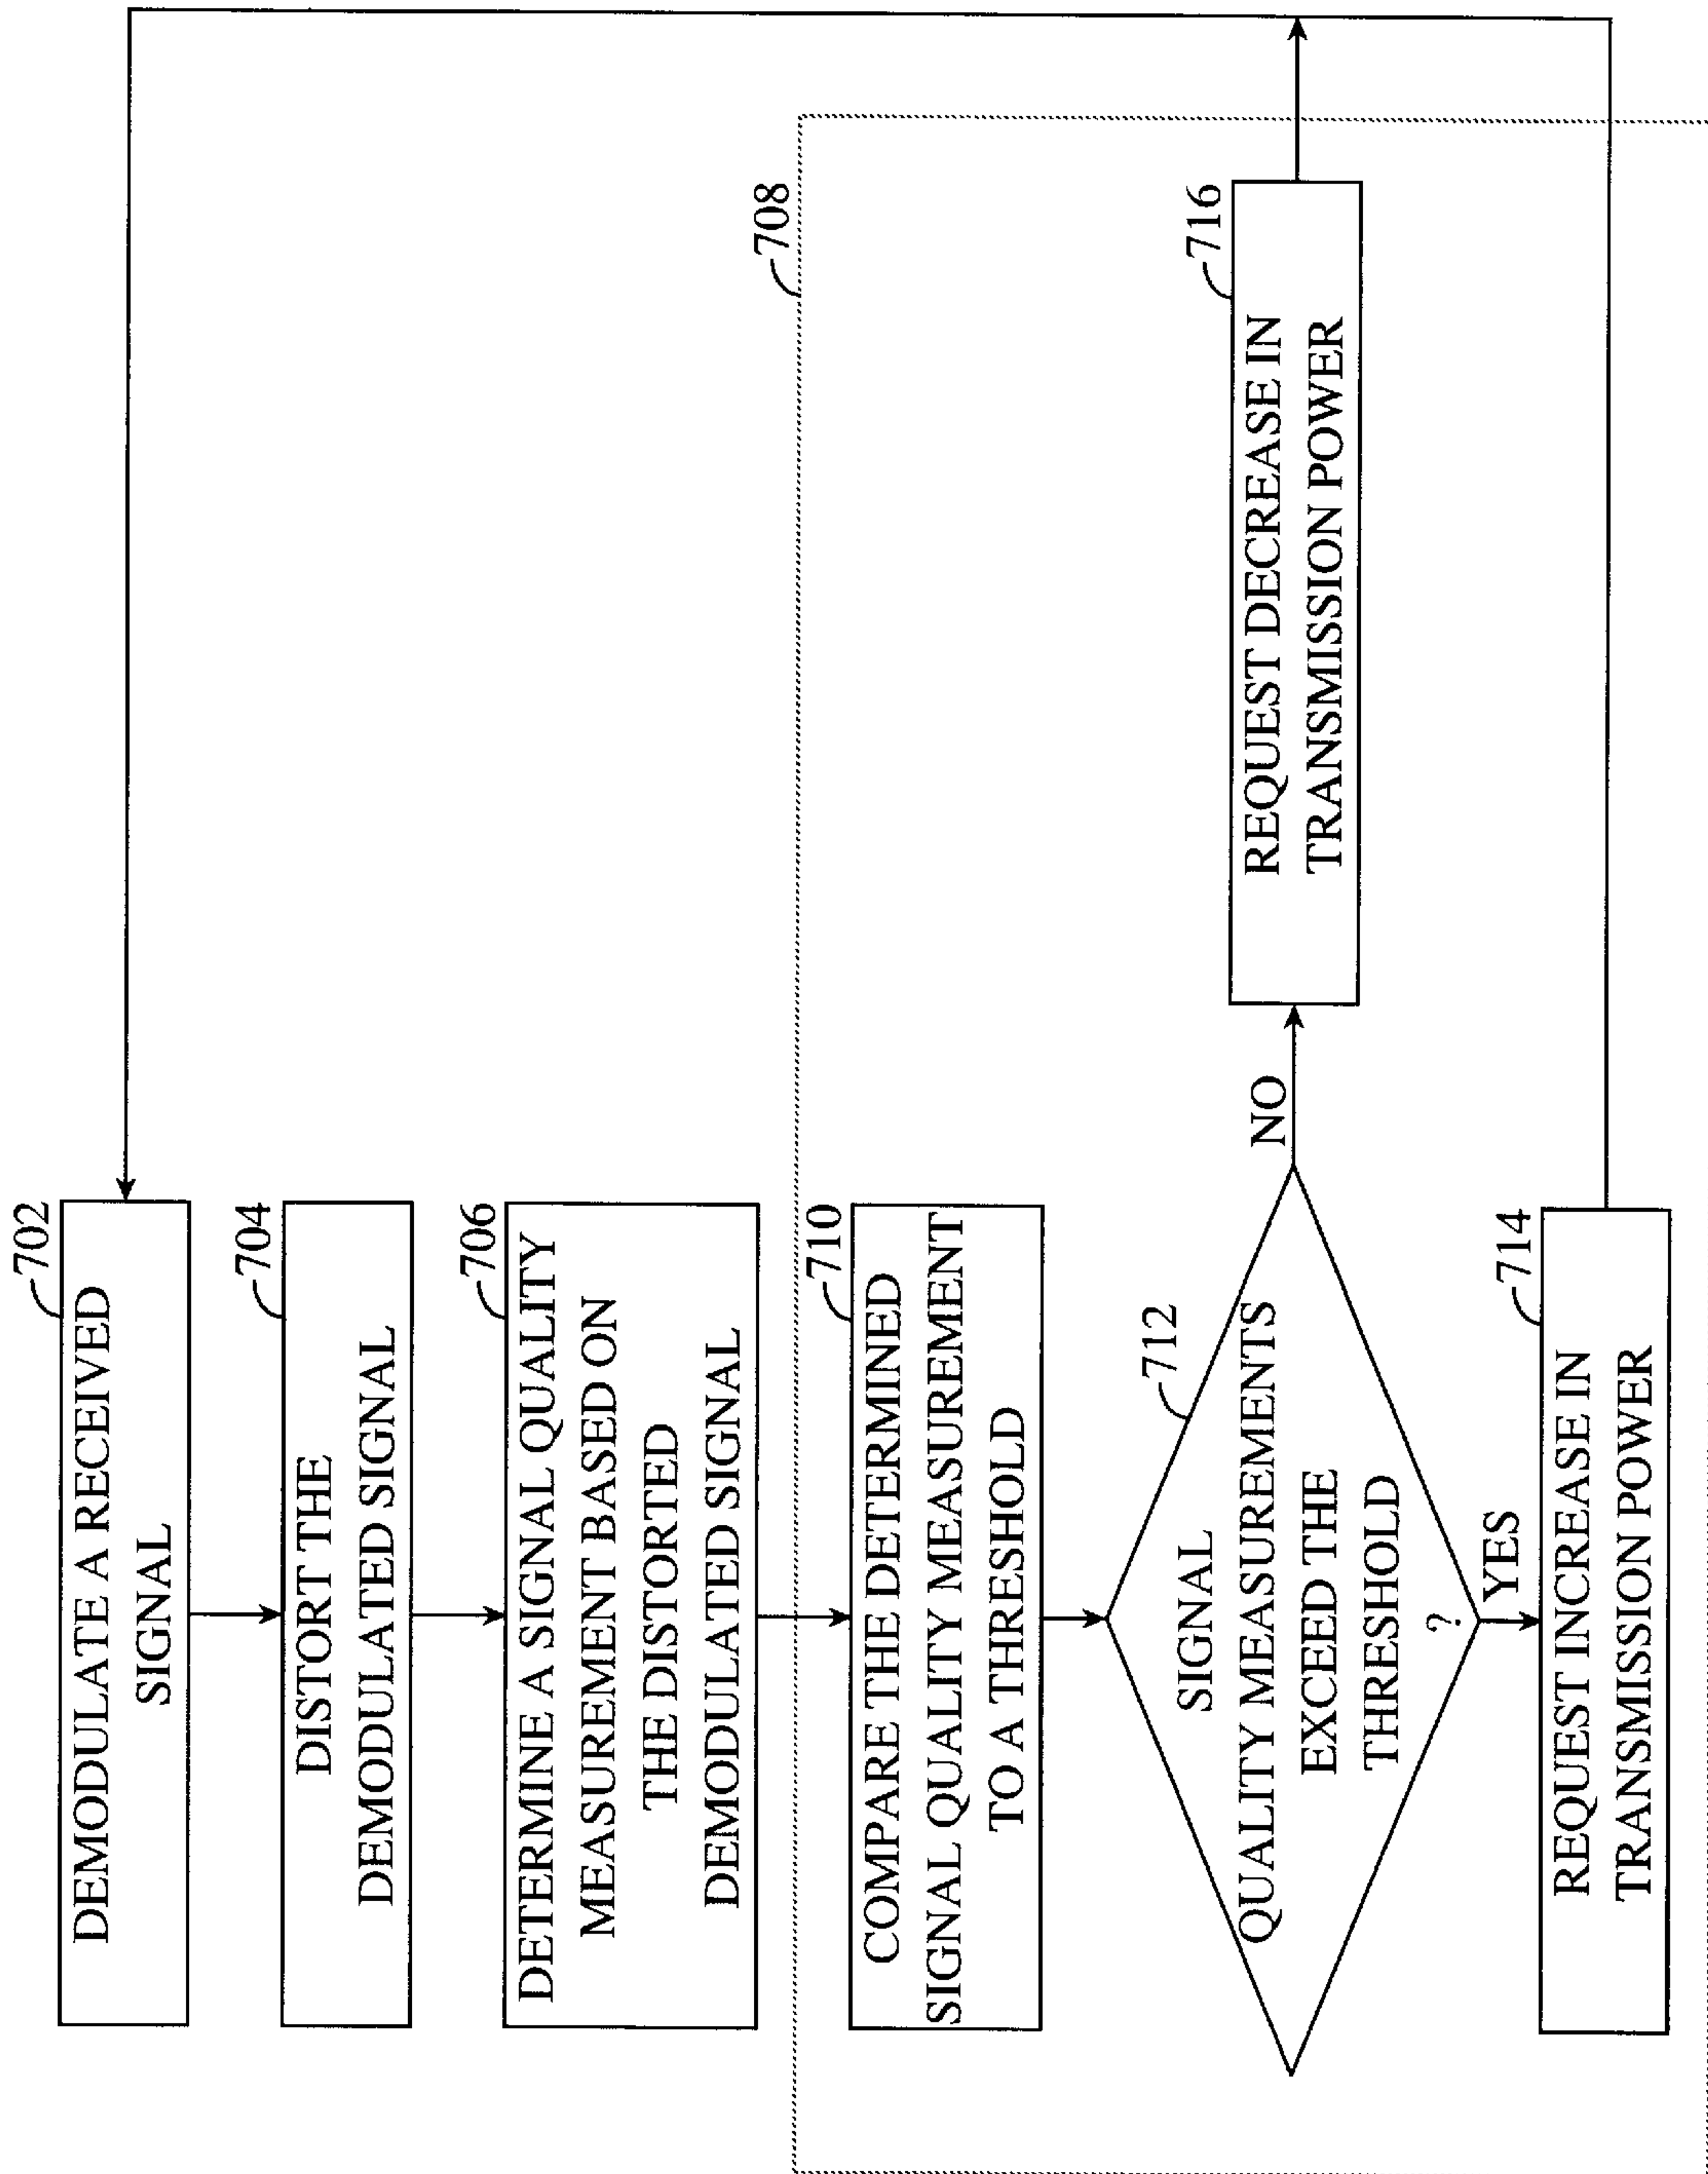 702
DEMODULATE A RECEIVED
SIGNAL
704
DISTORT THE
DEMODULATED SIGNAL
706
DETERMINE A SIGNAL QUALITY
MEASUREMENT BASED ON
THE DISTORTED
DEMODULATED SIGNAL
708
710
COMPARE THE DETERMINED
SIGNAL QUALITY MEASUREMENT
TO A THRESHOLD
712
SIGNAL
QUALITY MEASUREMENTS
EXCEED THE
THRESHOLD
?
NO
716
REQUEST DECREASE IN
TRANSMISSION POWER
YES
714
REQUEST INCREASE IN
TRANSMISSION POWER